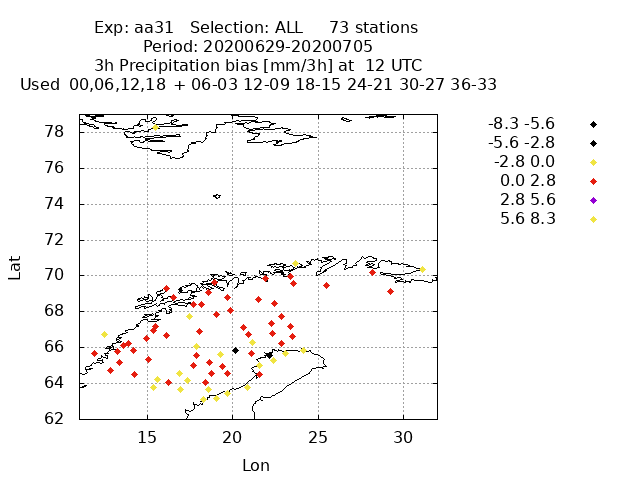 Exp: aa31 Selection: ALL 73 stations
Period: 20200629-20200705
3h Precipitation bias [mm/3h] at 12 UTC
Used 00,06,12,18 + 06-03 12-09 18-15 24-21 30-27 36-33
-8.3 -5.6
-5.6 -2.8
-2.8 0.0
0.0 2.8
2.8 5.6
5.6 8.3
78
76
74
72
70
68
66
64
62
Lat
15 20 25 30
Lon